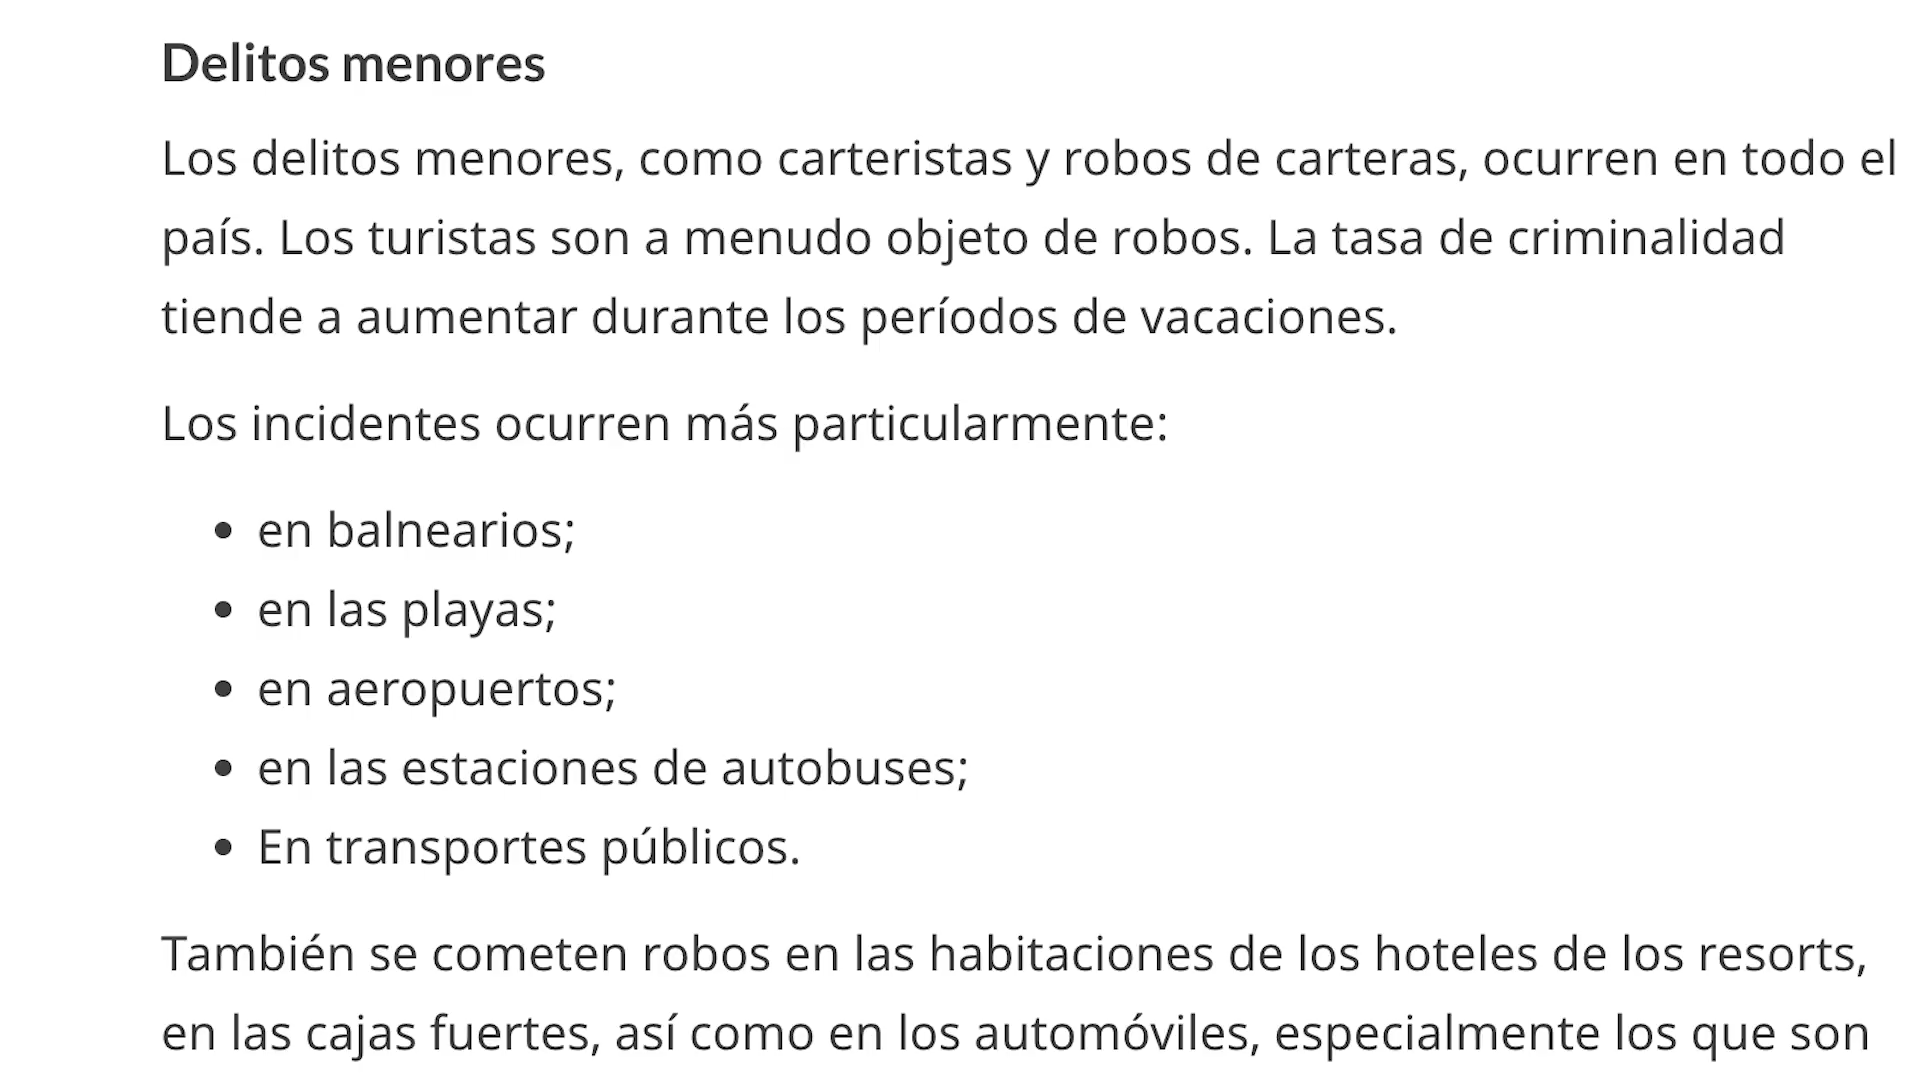 Delitos menores
Los delitos menores, como carteristas y robos de carteras, ocurren en todo el
país. Los turistas son a menudo objeto de robos. La tasa de criminalidad
tiende a aumentar durante los períodos de vacaciones.
Los incidentes ocurren más particularmente:
• en balnearios;
• en las playas;
• en aeropuertos;
• en las estaciones de autobuses;
• En transportes públicos.
También se cometen robos en las habitaciones de los hoteles de los resorts,
en las cajas fuertes, así como en los automóviles, especialmente los que son